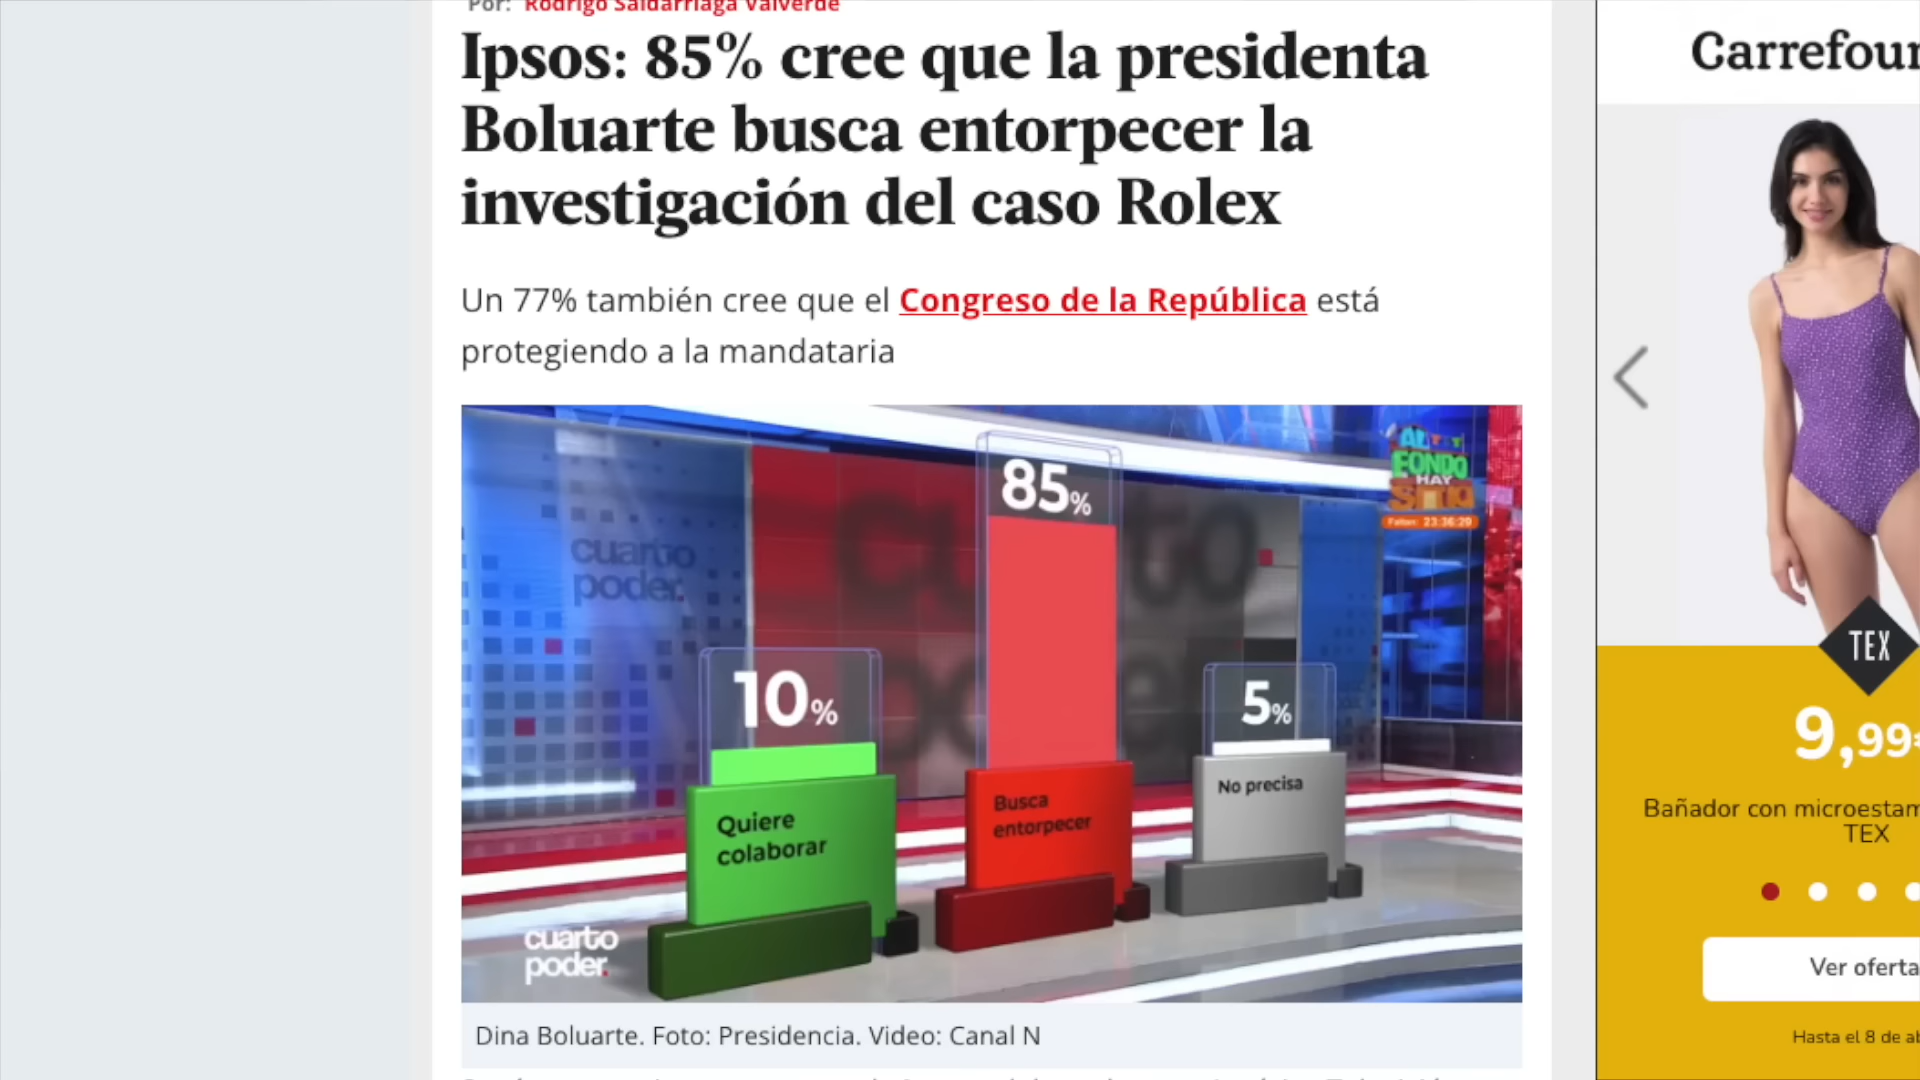 Por: Rodrigo Saldarriaga Valverde
Ipsos: 85% cree que la presidenta
Boluarte busca entorpecer la
investigación del caso Rolex
Un 77% también cree que el Congreso de la República está
protegiendo a la mandataria
cuarto
poder.
AL
FONDO
HAY
SITIO
Faltan: 23:36:29
85%
10%
5%
Quiere
colaborar
Busca
entorpecer
No precisa
cuarto
poder.
Dina Boluarte. Foto: Presidencia. Video: Canal N
Carrefour
TEX
9,99€
Bañador con microestam
TEX
Ver oferta
Hasta el 8 de ab